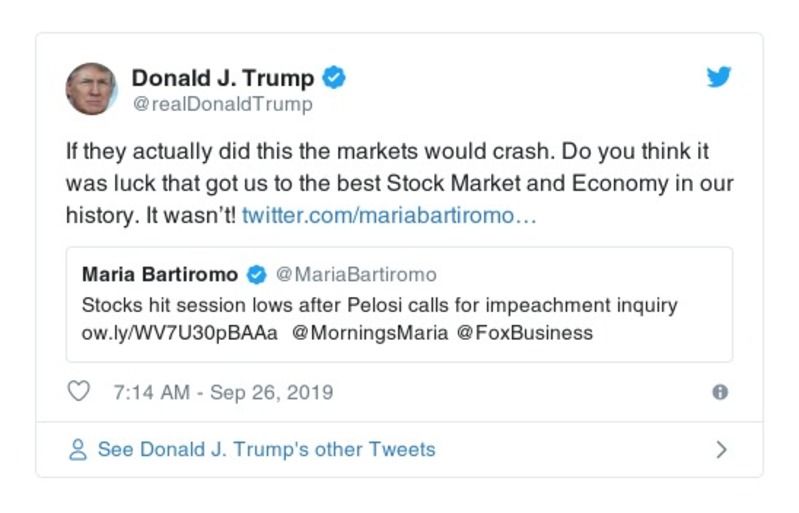 Donald J. Trump
@realDonaldTrump
If they actually did this the markets would crash. Do you think it
was luck that got us to the best Stock Market and Economy in our
history. It wasn’t! twitter.com/mariabartiromo…
Maria Bartiromo @MariaBartiromo
Stocks hit session lows after Pelosi calls for impeachment inquiry
ow.ly/WV7U30pBAAa @MorningsMaria @FoxBusiness
7:14 AM - Sep 26, 2019
See Donald J. Trump's other Tweets